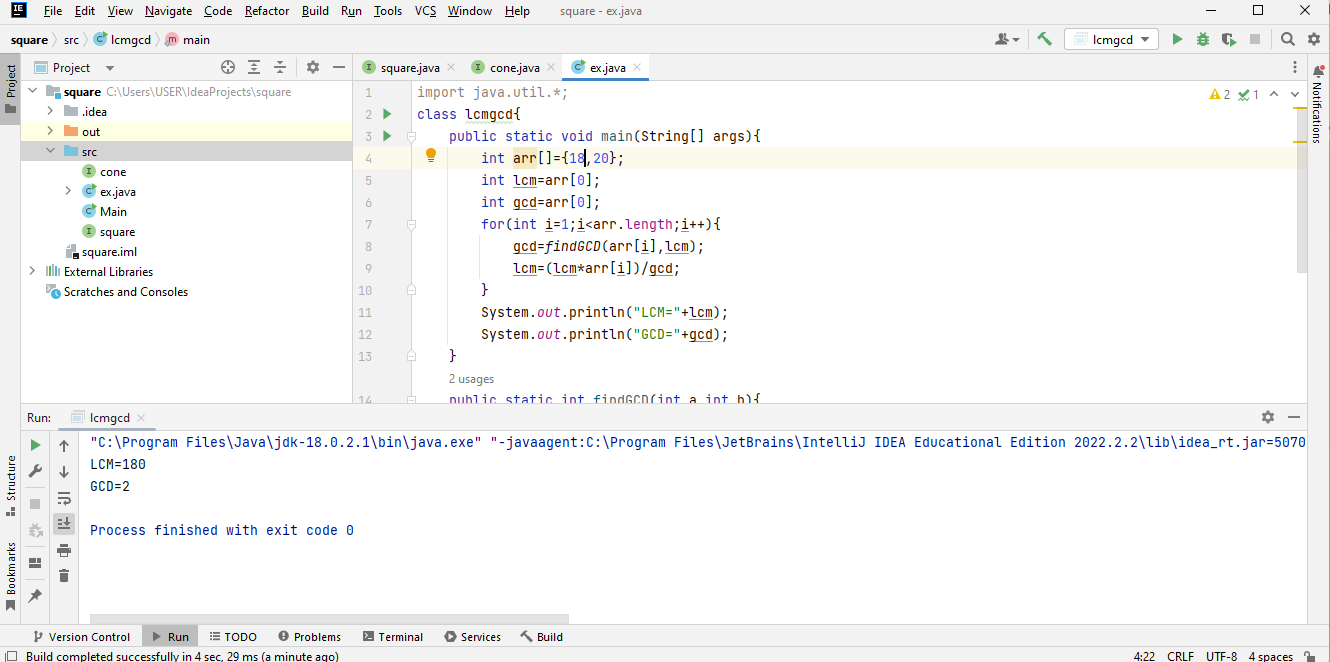 File Edit View Navigate Code Refactor Build Run Tools VCS Window Help square - ex.java
square src lcmgcd main lcmgcd
Project
Project
square C:\Users\USER\IdeaProjects\square
.idea
out
src
cone
ex.java
Main
square
square.iml
External Libraries
Scratches and Consoles
square.java cone.java ex.java
2 1
1 import java.util.*;
2 class lcmgcd{
3 public static void main(String[] args){
4 int arr[]={18,20};
5 int lcm=arr[0];
6 int gcd=arr[0];
7 for(int i=1;i<arr.length;i++){
8 gcd=findGCD(arr[i],lcm);
9 lcm=(lcm*arr[i])/gcd;
10 }
11 System.out.println("LCM="+lcm);
12 System.out.println("GCD="+gcd);
13 }
2 usages
14 public static int findGCD(int a,int b){
Notifications
Run: lcmgcd
"C:\Program Files\Java\jdk-18.0.2.1\bin\java.exe" "-javaagent:C:\Program Files\JetBrains\IntelliJ IDEA Educational Edition 2022.2.2\lib\idea_rt.jar=5070
LCM=180
GCD=2
Process finished with exit code 0
Structure
Bookmarks
Version Control Run TODO Problems Terminal Services Build
Build completed successfully in 4 sec, 29 ms (a minute ago) 4:22 CRLF UTF-8 4 spaces